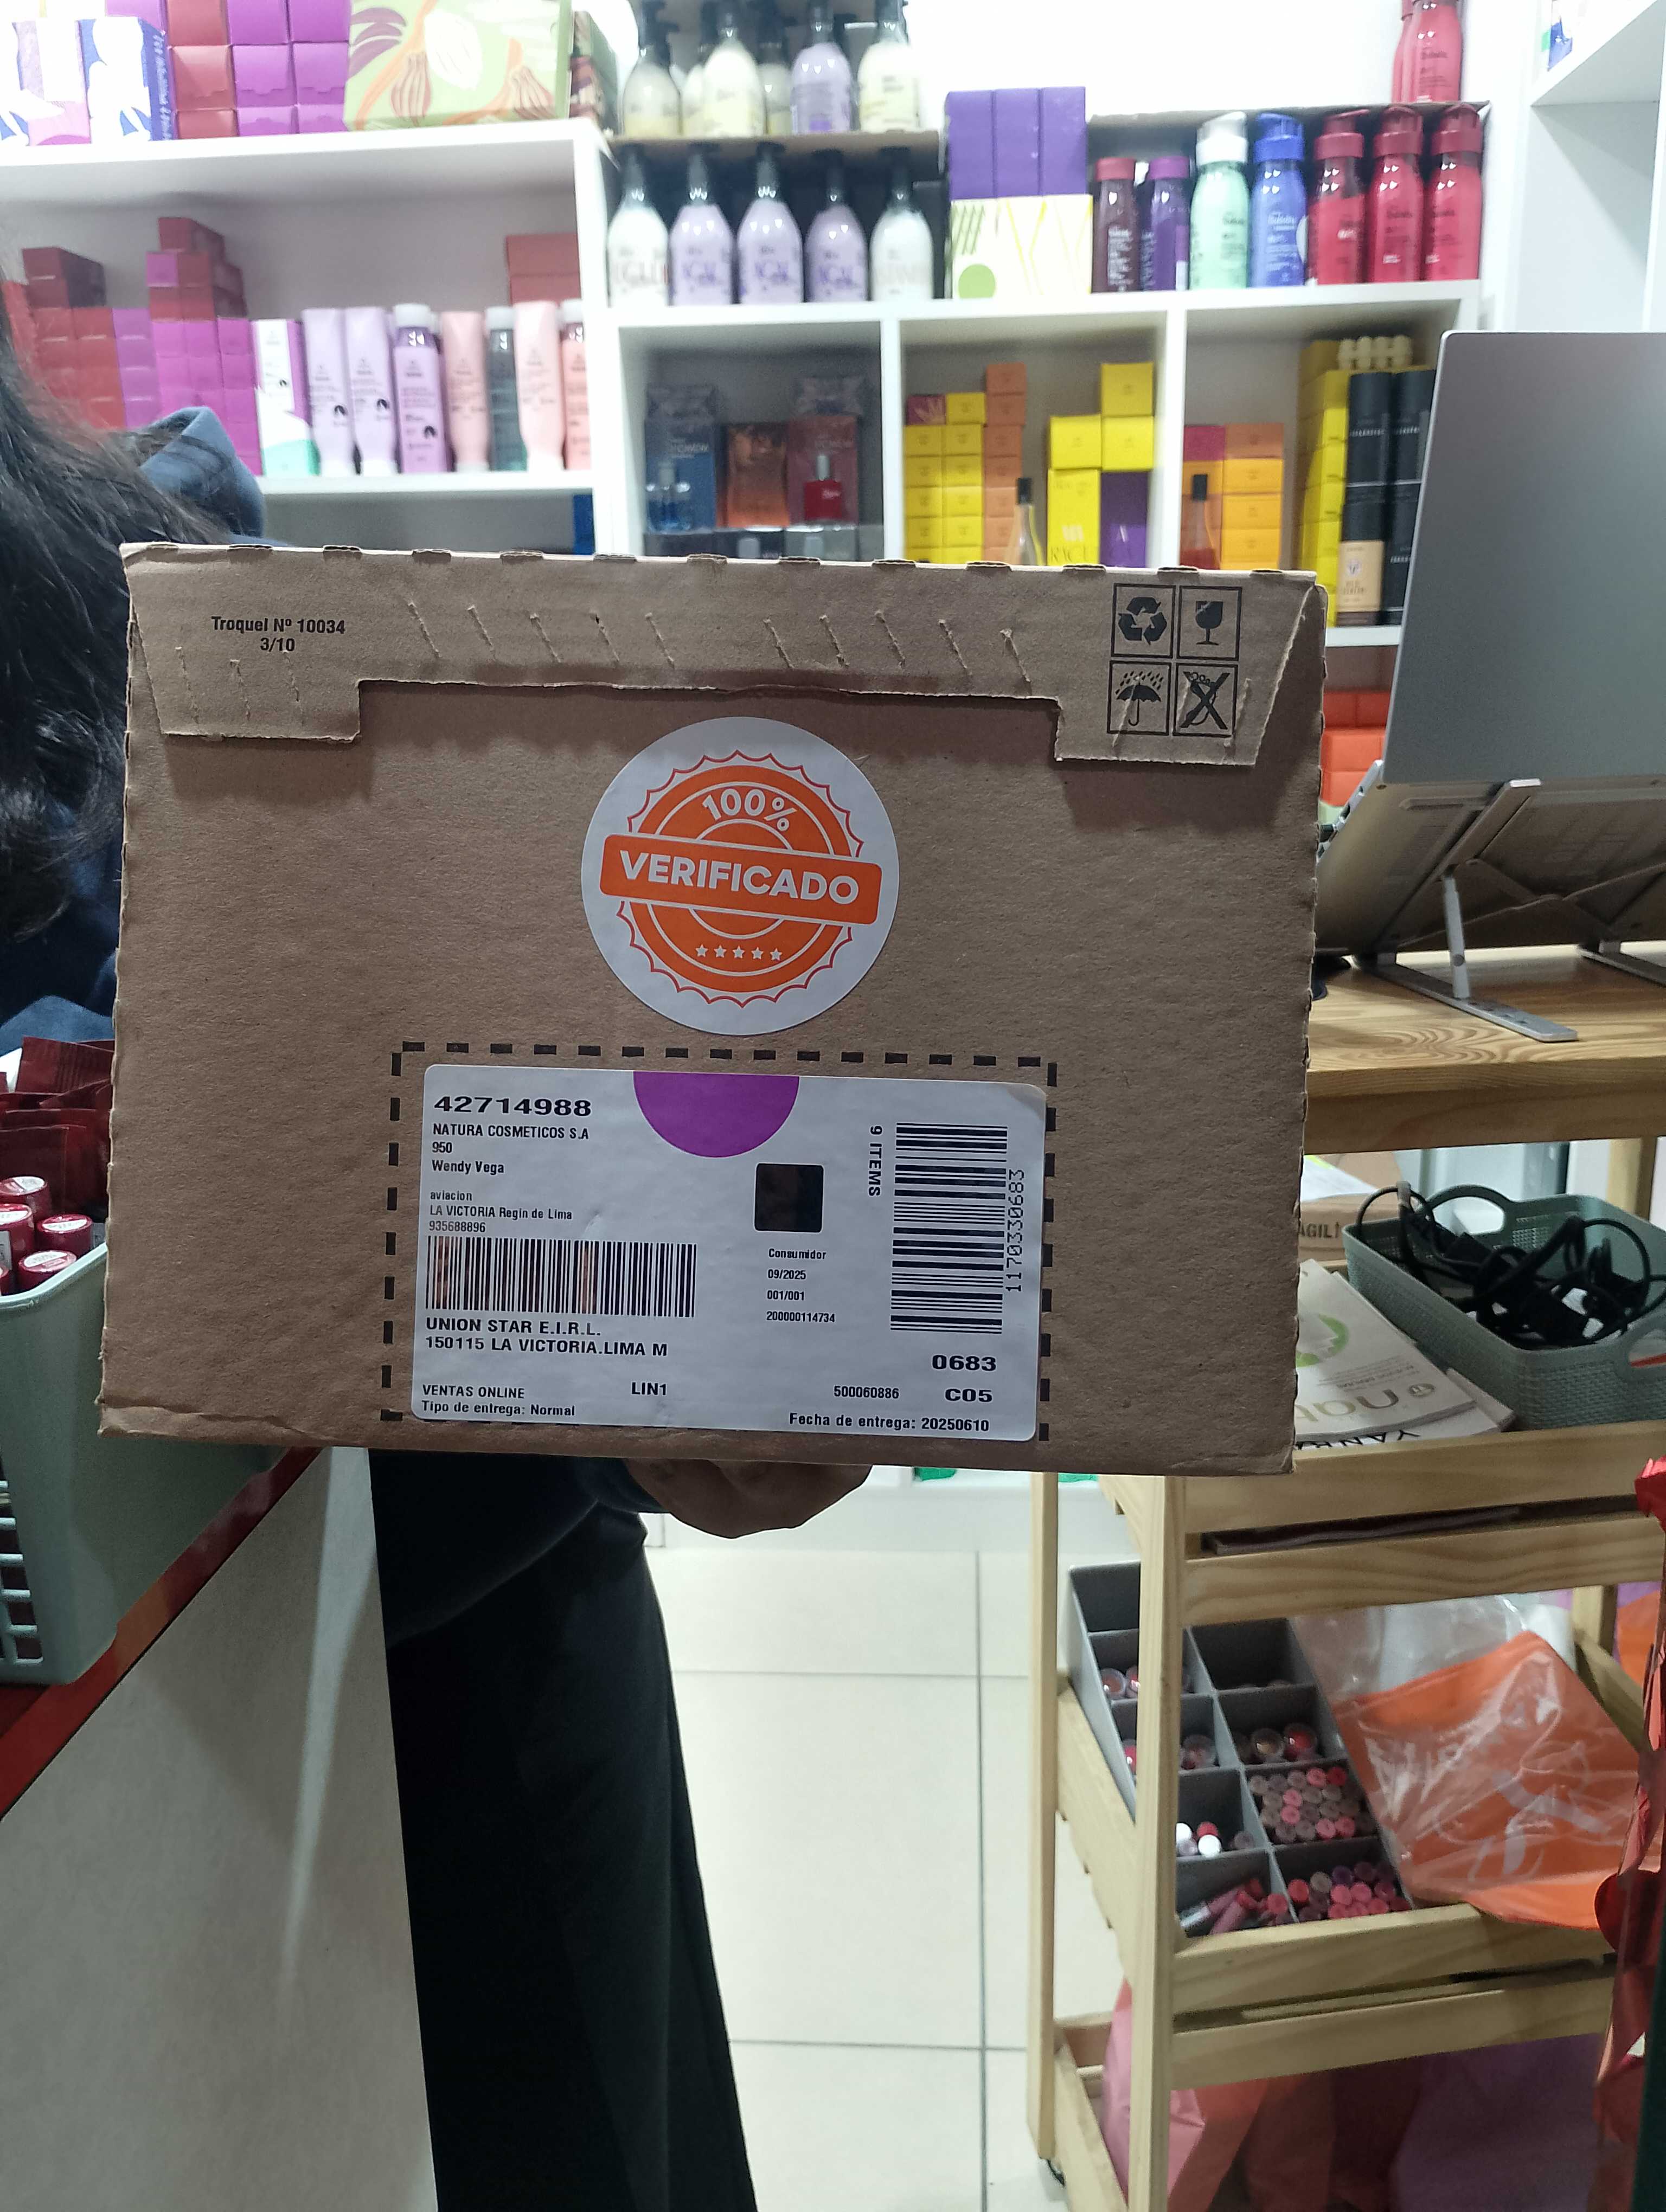 Troquel Nº 10034
3/10
100%
VERIFICADO
42714988
NATURA COSMETICOS S.A
950
Wendy Vega
aviacion
LA VICTORIA Regin de Lima
935688896
UNION STAR E.I.R.L.
150115 LA VICTORIA.LIMA M
VENTAS ONLINE
LIN1
Tipo de entrega: Normal
9 ITEMS
1170330683
Consumidor
09/2025
001/001
200000114734
0683
500060886
C05
Fecha de entrega: 20250610